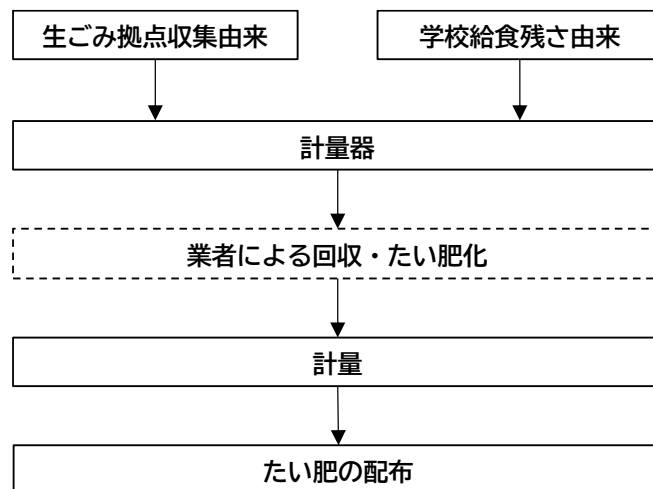 生ごみ拠点収集由来
学校給食残さ由来
計量器
業者による回収・たい肥化
計量
たい肥の配布